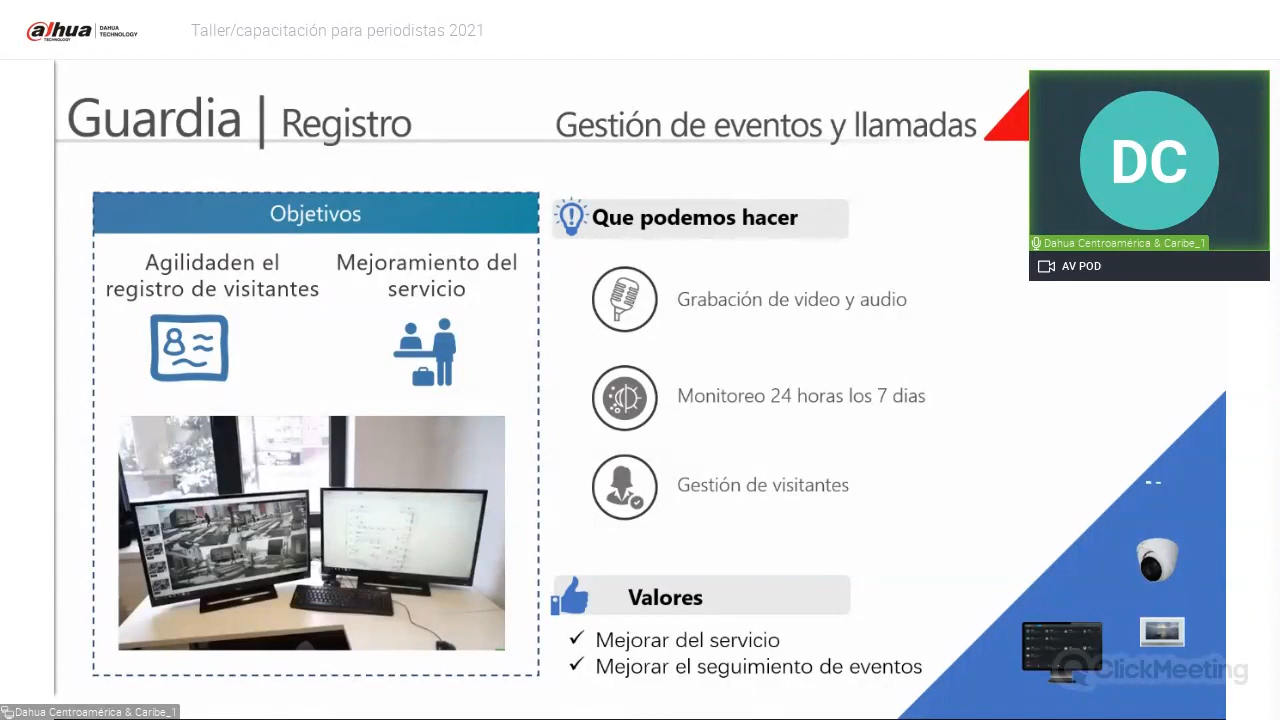 alhua
TECHNOLOGY
DAHUA
TECHNOLOGY
Taller/capacitación para periodistas 2021
Guardia | Registro
Gestión de eventos y llamadas
DC
Dahua Centroamérica & Caribe_1
AV POD
Objetivos
Agilidaden el
registro de visitantes
Mejoramiento del
servicio
Que podemos hacer
Grabación de video y audio
Monitoreo 24 horas los 7 dias
Gestión de visitantes
Valores
Mejorar del servicio
Mejorar el seguimiento de eventos
ClickMeeting
Dahua Centroamérica & Caribe_1